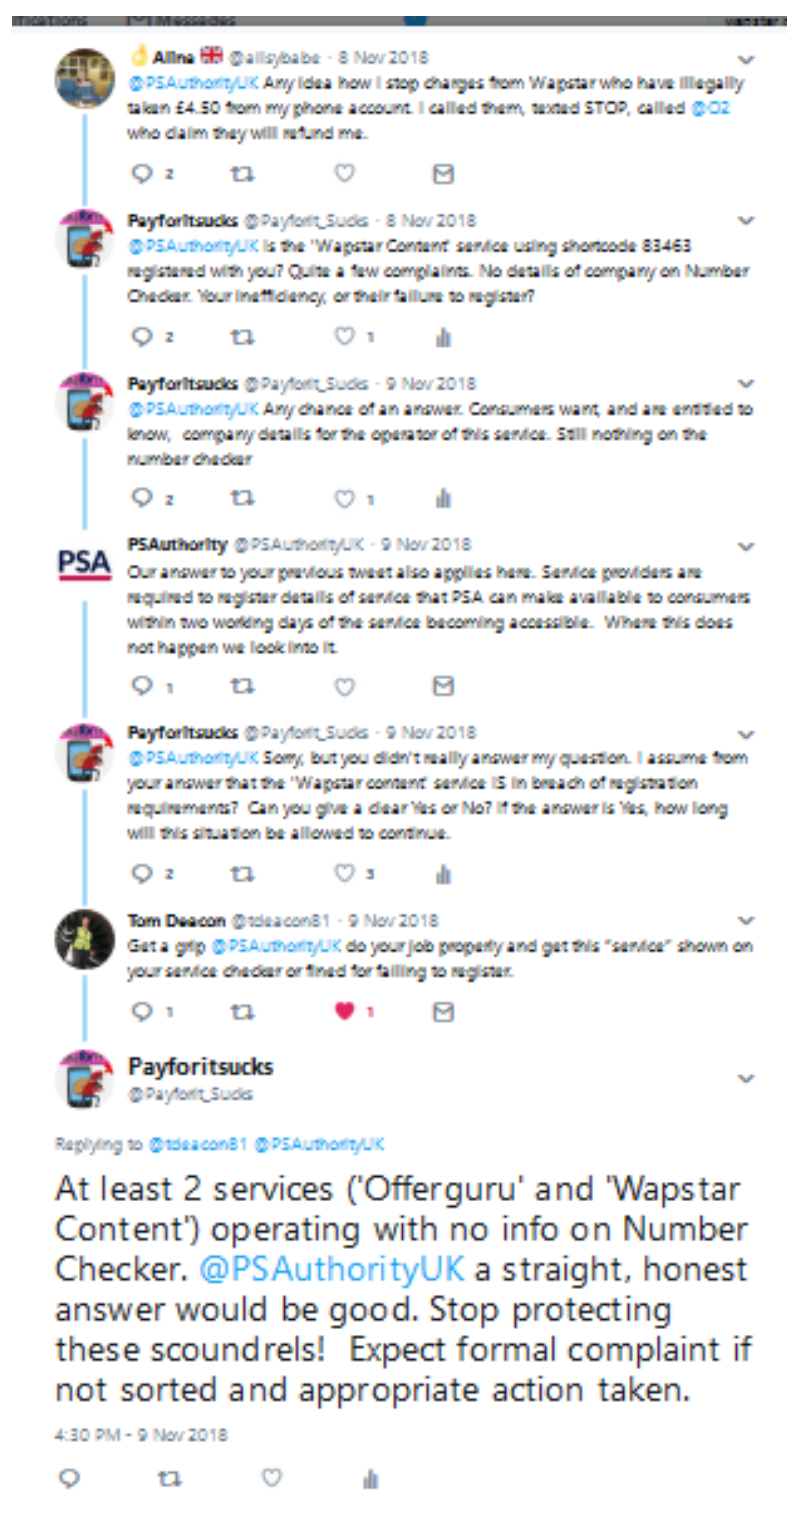 Messages
Alina 🇬🇧 @ailsybabe · 8 Nov 2018
@PSAuthorityUK Any idea how I stop charges from Wapstar who have illegally
taken £4.50 from my phone account. I called them, texted STOP, called @O2
who claim they will refund me.
2
Payforitsucks @Payforit_Sucks · 8 Nov 2018
@PSAuthorityUK Is the 'Wapstar Content' service using shortcode 83463
registered with you? Quite a few complaints. No details of company on Number
Checker. Your inefficiency, or their failure to register?
2 1
Payforitsucks @Payforit_Sucks · 9 Nov 2018
@PSAuthorityUK Any chance of an answer. Consumers want, and are entitled to
know, company details for the operator of this service. Still nothing on the
number checker
2 1
PSA
PSAuthority @PSAuthorityUK · 9 Nov 2018
Our answer to your previous tweet also applies here. Service providers are
required to register details of service that PSA can make available to consumers
within two working days of the service becoming accessible. Where this does
not happen we look into it.
1
Payforitsucks @Payforit_Sucks · 9 Nov 2018
@PSAuthorityUK Sorry, but you didn't really answer my question. I assume from
your answer that the 'Wapstar content' service IS in breach of registration
requirements? Can you give a clear Yes or No? If the answer is Yes, how long
will this situation be allowed to continue.
2 3
Tom Deacon @tdeacon81 · 9 Nov 2018
Get a grip @PSAuthorityUK do your job properly and get this "service" shown on
your service checker or fined for failing to register.
1 1
Payforitsucks
@Payforit_Sucks
Replying to @tdeacon81 @PSAuthorityUK
At least 2 services ('Offerguru' and 'Wapstar
Content') operating with no info on Number
Checker. @PSAuthorityUK a straight, honest
answer would be good. Stop protecting
these scoundrels! Expect formal complaint if
not sorted and appropriate action taken.
4:30 PM - 9 Nov 2018